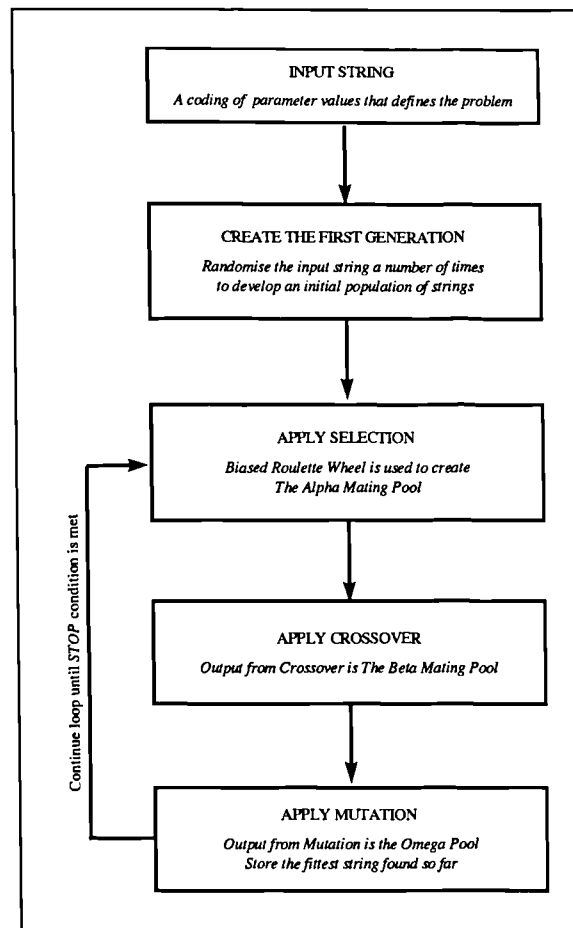 INPUT STRING
A coding of parameter values that defines the problem
CREATE THE FIRST GENERATION
Randomise the input string a number of times
to develop an initial population of strings
APPLY SELECTION
Biased Roulette Wheel is used to create
The Alpha Mating Pool
Continue loop until STOP condition is met
APPLY CROSSOVER
Output from Crossover is The Beta Mating Pool
APPLY MUTATION
Output from Mutation is the Omega Pool
Store the fittest string found so far